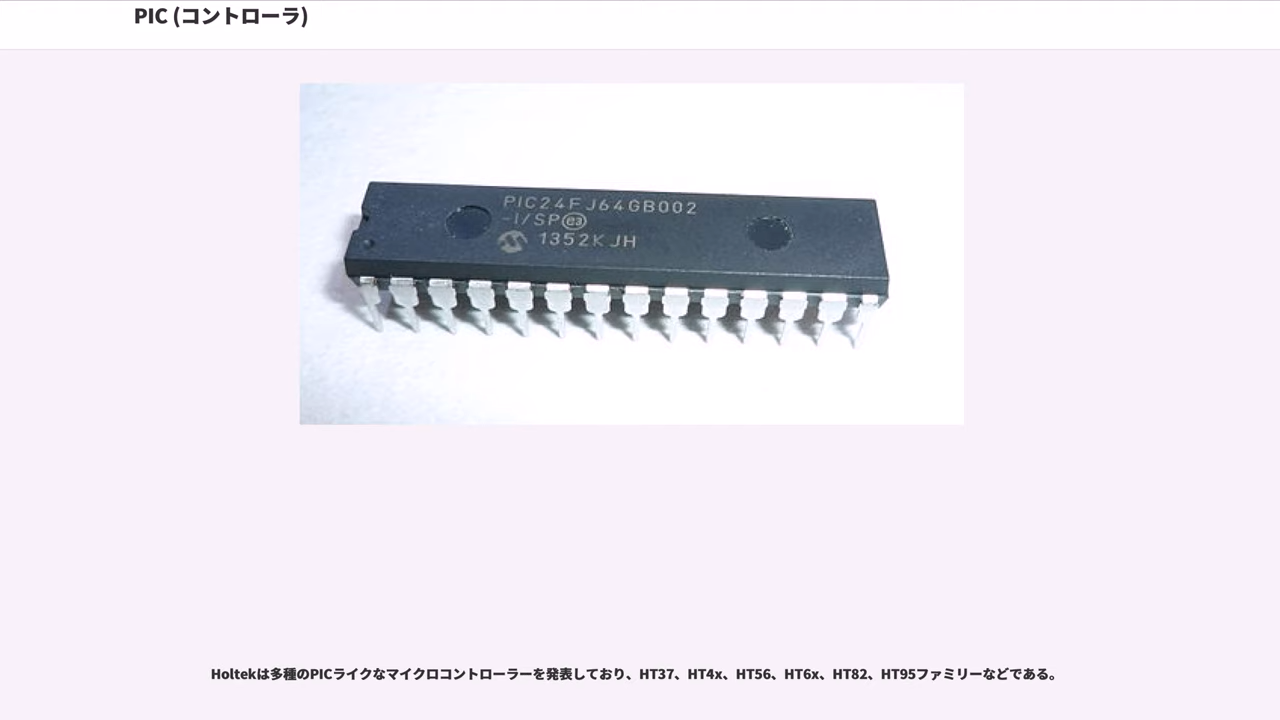 PIC (コントローラ)
PIC24FJ64GB002
-I/SP e3
1352KJH
Holtekは多種のPICライクなマイクロコントローラーを発表しており、HT37、HT4x、HT56、HT6x、HT82、HT95ファミリーなどである。